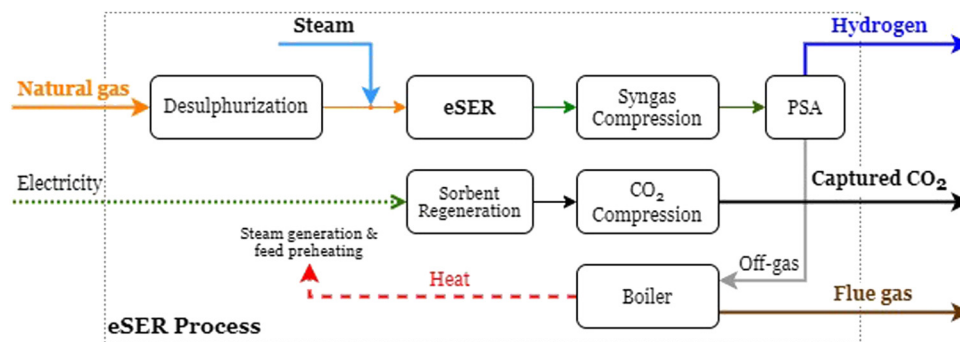 Steam
Hydrogen
Natural gas
Desulphurization
eSER
Syngas
Compression
PSA
Electricity
Sorbent
Regeneration
CO₂
Compression
Captured CO₂
Steam generation &
feed preheating
Heat
Boiler
Off-gas
Flue gas
eSER Process